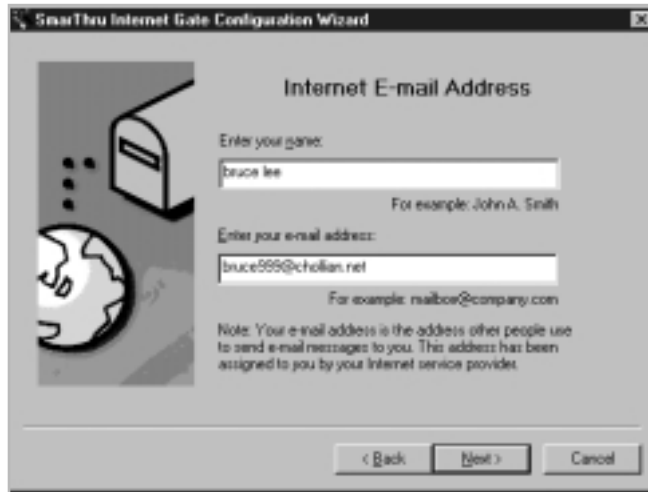 SmarThru Internet Gate Configuration Wizard
Internet E-mail Address
Enter your name:
bruce lee
For example: John A. Smith
Enter your e-mail address:
bruce999@chollian.net
For example: mailbox@company.com
Note: Your e-mail address is the address other people use
to send e-mail messages to you. This address has been
assigned to you by your Internet service provider.
< Back
Next >
Cancel